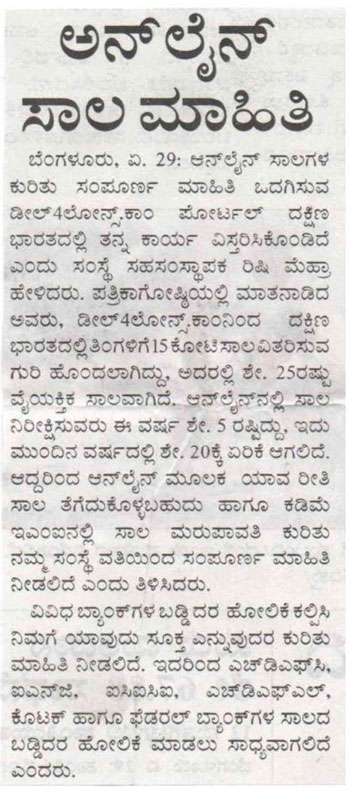 ಅನ್‌ಲೈನ್
ಸಾಲ ಮಾಹಿತಿ
ಬೆಂಗಳೂರು, ಏ. 29: ಆನ್‌ಲೈನ್ ಸಾಲಗಳ
ಕುರಿತು ಸಂಪೂರ್ಣ ಮಾಹಿತಿ ಒದಗಿಸುವ
ಡೀಲ್4ಲೋನ್ಸ್.ಕಾಂ ಪೋರ್ಟಲ್ ದಕ್ಷಿಣ
ಭಾರತದಲ್ಲಿ ತನ್ನ ಕಾರ್ಯ ವಿಸ್ತರಿಸಿಕೊಂಡಿದೆ
ಎಂದು ಸಂಸ್ಥೆ ಸಹಸಂಸ್ಥಾಪಕ ರಿಷಿ ಮೆಹ್ರಾ
ಹೇಳಿದರು. ಪತ್ರಿಕಾಗೋಷ್ಠಿಯಲ್ಲಿ ಮಾತನಾಡಿದ
ಅವರು, ಡೀಲ್4ಲೋನ್ಸ್.ಕಾಂನಿಂದ ದಕ್ಷಿಣ
ಭಾರತದಲ್ಲಿ ತಿಂಗಳಿಗೆ 15 ಕೋಟಿ ಸಾಲ ವಿತರಿಸುವ
ಗುರಿ ಹೊಂದಲಾಗಿದ್ದು, ಅದರಲ್ಲಿ ಶೇ. 25ರಷ್ಟು
ವೈಯಕ್ತಿಕ ಸಾಲವಾಗಿದೆ. ಆನ್‌ಲೈನ್‌ನಲ್ಲಿ ಸಾಲ
ನಿರೀಕ್ಷಿಸುವರು ಈ ವರ್ಷ ಶೇ. 5 ರಷ್ಟಿದ್ದು, ಇದು
ಮುಂದಿನ ವರ್ಷದಲ್ಲಿ ಶೇ. 20ಕ್ಕೆ ಏರಿಕೆ ಆಗಲಿದೆ.
ಆದ್ದರಿಂದ ಆನ್‌ಲೈನ್ ಮೂಲಕ ಯಾವ ರೀತಿ
ಸಾಲ ತೆಗೆದುಕೊಳ್ಳಬಹುದು ಹಾಗೂ ಕಡಿಮೆ
ಇಎಂಐನಲ್ಲಿ ಸಾಲ ಮರುಪಾವತಿ ಕುರಿತು
ನಮ್ಮ ಸಂಸ್ಥೆ ವತಿಯಿಂದ ಸಂಪೂರ್ಣ ಮಾಹಿತಿ
ನೀಡಲಿದೆ ಎಂದು ತಿಳಿಸಿದರು.
ವಿವಿಧ ಬ್ಯಾಂಕ್‌ಗಳ ಬಡ್ಡಿದರ ಹೋಲಿಕೆ ಕಲ್ಪಿಸಿ
ನಿಮಗೆ ಯಾವುದು ಸೂಕ್ತ ಎನ್ನುವುದರ ಕುರಿತು
ಮಾಹಿತಿ ನೀಡಲಿದೆ. ಇದರಿಂದ ಎಚ್‌ಡಿಎಫ್‌ಸಿ,
ಐಎನ್‌ಜಿ, ಐಸಿಐಸಿಐ, ಎಚ್‌ಡಿಎಫ್‌ಎಲ್,
ಕೊಟಕ್ ಹಾಗೂ ಫೆಡರಲ್ ಬ್ಯಾಂಕ್‌ಗಳ ಸಾಲದ
ಬಡ್ಡಿದರ ಹೋಲಿಕೆ ಮಾಡಲು ಸಾಧ್ಯವಾಗಲಿದೆ
ಎಂದರು.